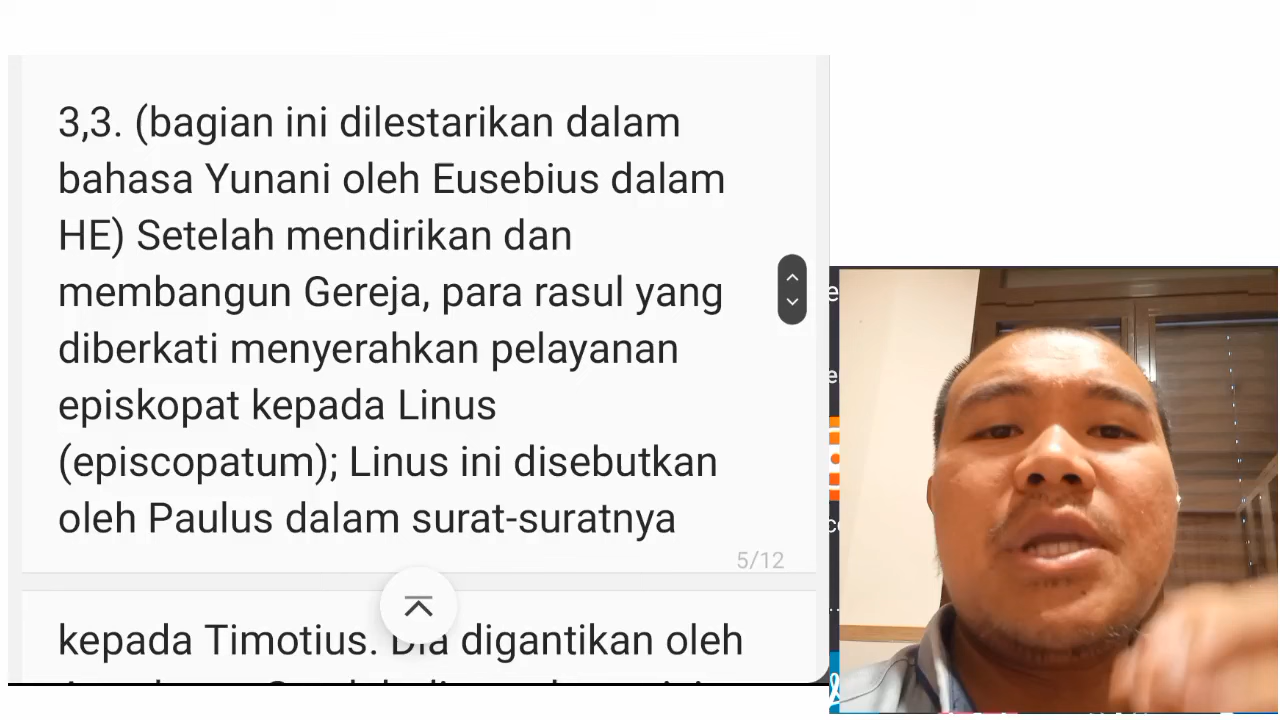 3,3. (bagian ini dilestarikan dalam
bahasa Yunani oleh Eusebius dalam
HE) Setelah mendirikan dan
membangun Gereja, para rasul yang
diberkati menyerahkan pelayanan
episkopat kepada Linus
(episcopatum); Linus ini disebutkan
oleh Paulus dalam surat-suratnya
5/12
kepada Timotius. Dia digantikan oleh